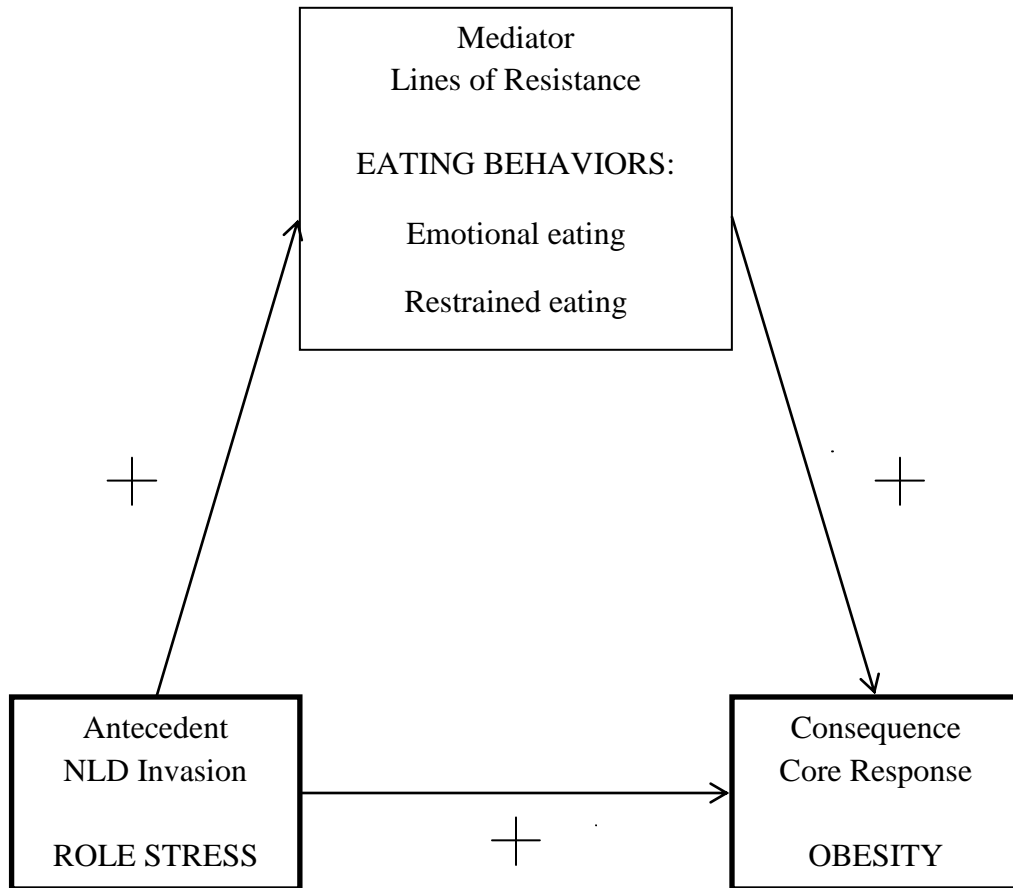 Mediator
Lines of Resistance
EATING BEHAVIORS:
Emotional eating
Restrained eating
+
+
Antecedent
NLD Invasion
ROLE STRESS
+
Consequence
Core Response
OBESITY